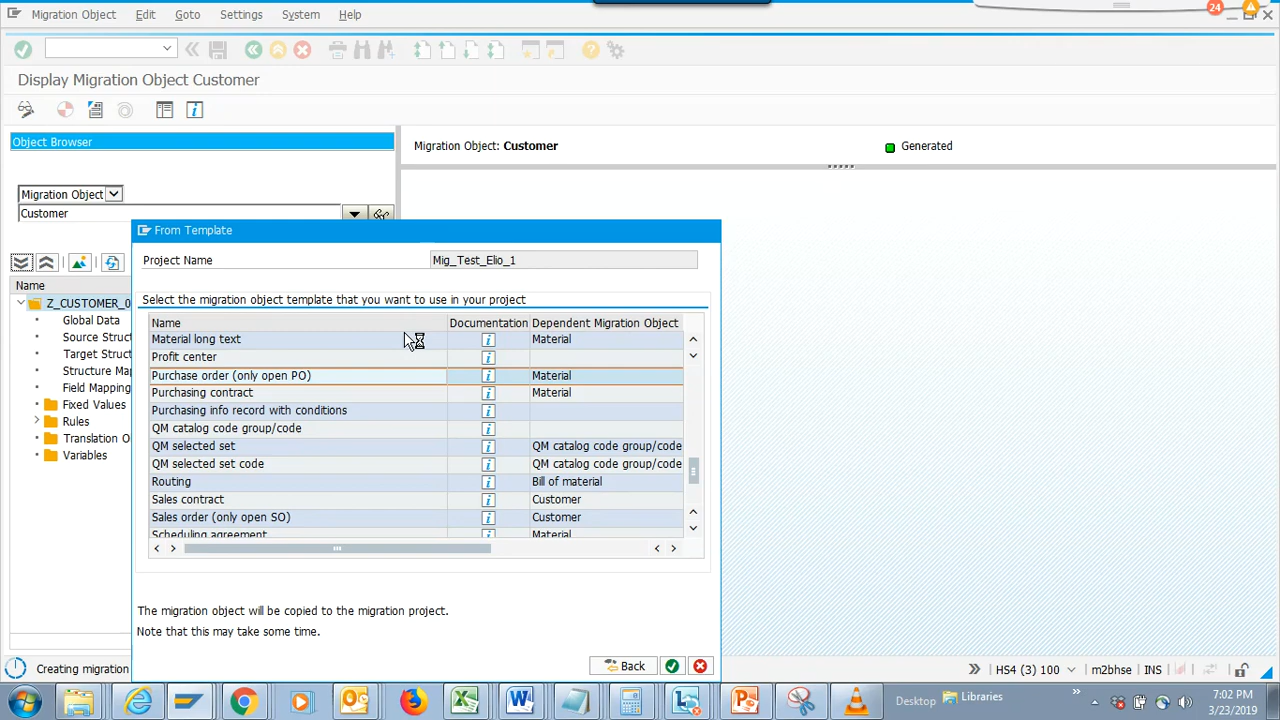 Migration Object Edit Goto Settings System Help
24
Display Migration Object Customer
Object Browser
Migration Object: Customer Generated
Migration Object
Customer
Name
Z_CUSTOMER_0
Global Data
Source Struct
Target Struct
Structure Ma
Field Mapping
Fixed Values
Rules
Translation O
Variables
From Template
Project Name Mig_Test_Elio_1
Select the migration object template that you want to use in your project
Name Documentation Dependent Migration Object
Material long text Material
Profit center
Purchase order (only open PO) Material
Purchasing contract Material
Purchasing info record with conditions
QM catalog code group/code
QM selected set QM catalog code group/code
QM selected set code QM catalog code group/code
Routing Bill of material
Sales contract Customer
Sales order (only open SO) Customer
Scheduling agreement Material
The migration object will be copied to the migration project.
Note that this may take some time.
Back
Creating migration HS4 (3) 100 m2bhse INS
Desktop Libraries 7:02 PM
3/23/2019